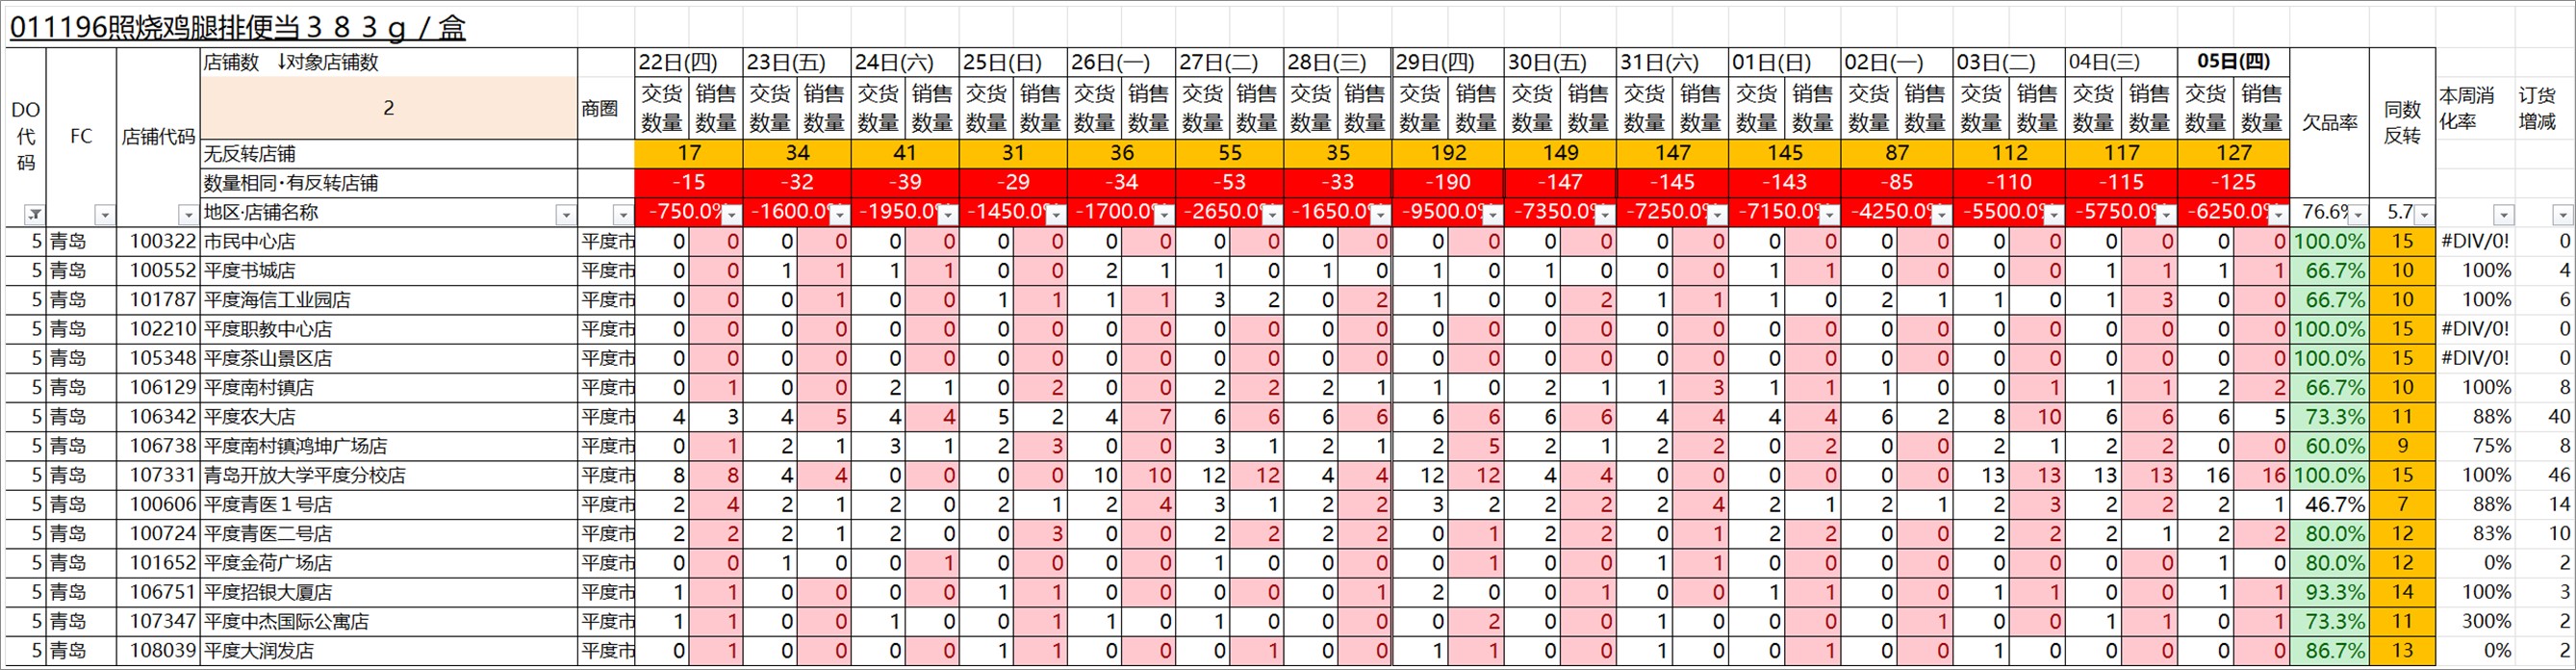 011196照烧鸡腿排便当３８３ｇ／盒
DO代码 FC 店铺代码 店铺数 ↓对象店铺数 商圈 22日(四) 23日(五) 24日(六) 25日(日) 26日(一) 27日(二) 28日(三) 29日(四) 30日(五) 31日(六) 01日(日) 02日(一) 03日(二) 04日(三) 05日(四) 欠品率 同数反转 本周消化率 订货增减
2 交货数量 销售数量 交货数量 销售数量 交货数量 销售数量 交货数量 销售数量 交货数量 销售数量 交货数量 销售数量 交货数量 销售数量 交货数量 销售数量 交货数量 销售数量 交货数量 销售数量 交货数量 销售数量 交货数量 销售数量 交货数量 销售数量 交货数量 销售数量 交货数量 销售数量
无反转店铺 17 34 41 31 36 55 35 192 149 147 145 87 112 117 127
数量相同·有反转店铺 -15 -32 -39 -29 -34 -53 -33 -190 -147 -145 -143 -85 -110 -115 -125
地区·店铺名称 -750.0% -1600.0% -1950.0% -1450.0% -1700.0% -2650.0% -1650.0% -9500.0% -7350.0% -7250.0% -7150.0% -4250.0% -5500.0% -5750.0% -6250.0% 76.6% 5.7
5 青岛 100322 市民中心店 平度市 0 0 0 0 0 0 0 0 0 0 0 0 0 0 0 0 0 0 0 0 0 0 0 0 0 0 0 0 0 0 100.0% 15 #DIV/0! 0
5 青岛 100552 平度书城店 平度市 0 0 1 1 1 1 0 0 2 1 1 0 1 0 1 0 1 0 0 0 1 1 0 0 0 0 1 1 1 1 66.7% 10 100% 4
5 青岛 101787 平度海信工业园店 平度市 0 0 0 1 0 0 1 1 1 1 3 2 0 2 1 0 0 2 1 1 1 0 2 1 1 0 1 3 0 0 66.7% 10 100% 6
5 青岛 102210 平度职教中心店 平度市 0 0 0 0 0 0 0 0 0 0 0 0 0 0 0 0 0 0 0 0 0 0 0 0 0 0 0 0 0 0 100.0% 15 #DIV/0! 0
5 青岛 105348 平度茶山景区店 平度市 0 0 0 0 0 0 0 0 0 0 0 0 0 0 0 0 0 0 0 0 0 0 0 0 0 0 0 0 0 0 100.0% 15 #DIV/0! 0
5 青岛 106129 平度南村镇店 平度市 0 1 0 0 2 1 0 2 0 0 2 2 2 1 1 0 2 1 1 3 1 1 1 0 0 1 1 1 2 2 66.7% 10 100% 8
5 青岛 106342 平度农大店 平度市 4 3 4 5 4 4 5 2 4 7 6 6 6 6 6 6 6 6 4 4 4 4 6 2 8 10 6 6 6 5 73.3% 11 88% 40
5 青岛 106738 平度南村镇鸿坤广场店 平度市 0 1 2 1 3 1 2 3 0 0 3 1 2 1 2 5 2 1 2 2 0 2 0 0 2 1 2 2 0 0 60.0% 9 75% 8
5 青岛 107331 青岛开放大学平度分校店 平度市 8 8 4 4 0 0 0 0 10 10 12 12 4 4 12 12 4 4 0 0 0 0 0 0 13 13 13 13 16 16 100.0% 15 100% 46
5 青岛 100606 平度青医１号店 平度市 2 4 2 1 2 0 2 1 2 4 3 1 2 2 3 2 2 2 2 4 2 1 2 1 2 3 2 2 2 1 46.7% 7 88% 14
5 青岛 100724 平度青医二号店 平度市 2 2 2 1 2 0 0 3 0 0 2 2 2 2 0 1 2 2 0 1 2 2 0 0 2 2 2 1 2 2 80.0% 12 83% 10
5 青岛 101652 平度金荷广场店 平度市 0 0 1 0 0 1 0 0 0 0 1 0 0 0 0 1 0 0 1 1 0 0 0 0 0 0 0 0 1 0 80.0% 12 0% 2
5 青岛 106751 平度招银大厦店 平度市 1 1 0 0 0 0 1 1 0 0 0 0 0 1 2 0 0 1 0 0 1 1 0 0 1 1 0 0 1 1 93.3% 14 100% 3
5 青岛 107347 平度中杰国际公寓店 平度市 1 1 0 0 1 0 0 1 1 0 1 0 0 0 0 2 0 0 1 0 0 0 0 1 0 0 1 1 0 1 73.3% 11 300% 2
5 青岛 108039 平度大润发店 平度市 0 1 0 0 0 0 1 1 0 0 0 1 0 0 1 1 0 0 1 0 0 1 0 0 1 0 0 0 0 0 86.7% 13 0% 2